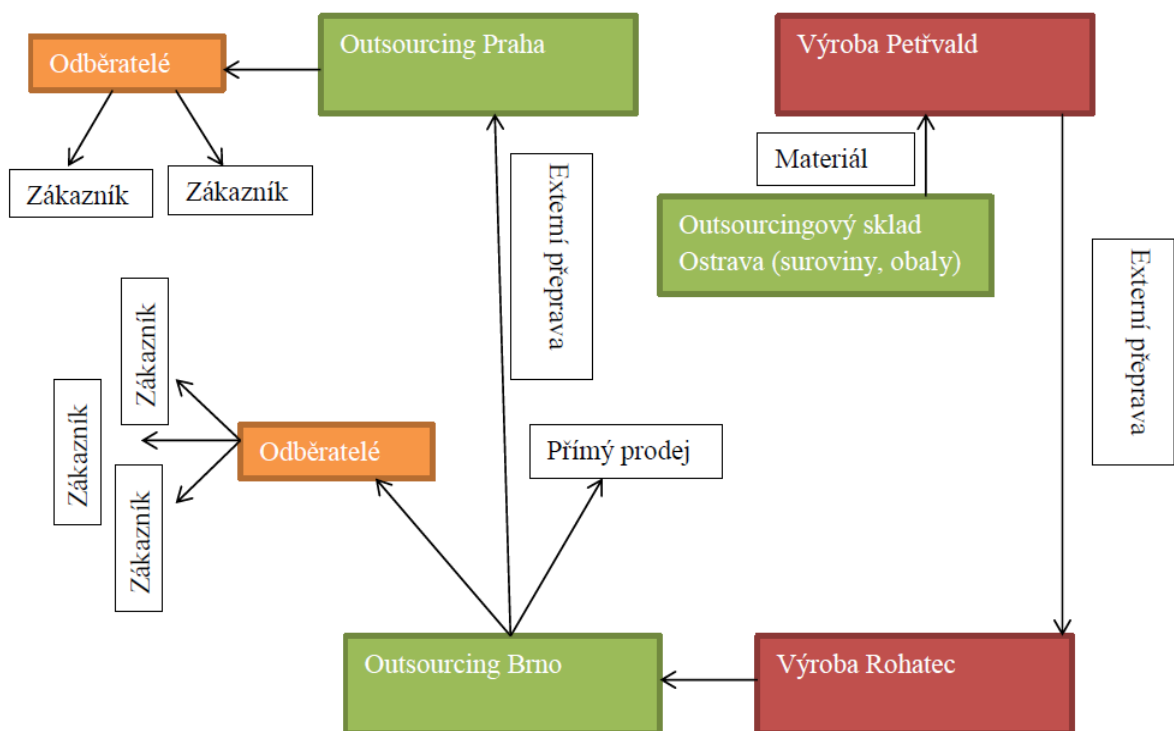 Odběratelé
Outsourcing Praha
Výroba Petřvald
Zákazník
Zákazník
Externí přeprava
Materiál
Outsourcingový sklad
Ostrava (suroviny, obaly)
Externí přeprava
Zákazník
Zákazník
Zákazník
Odběratelé
Přímý prodej
Outsourcing Brno
Výroba Rohatec